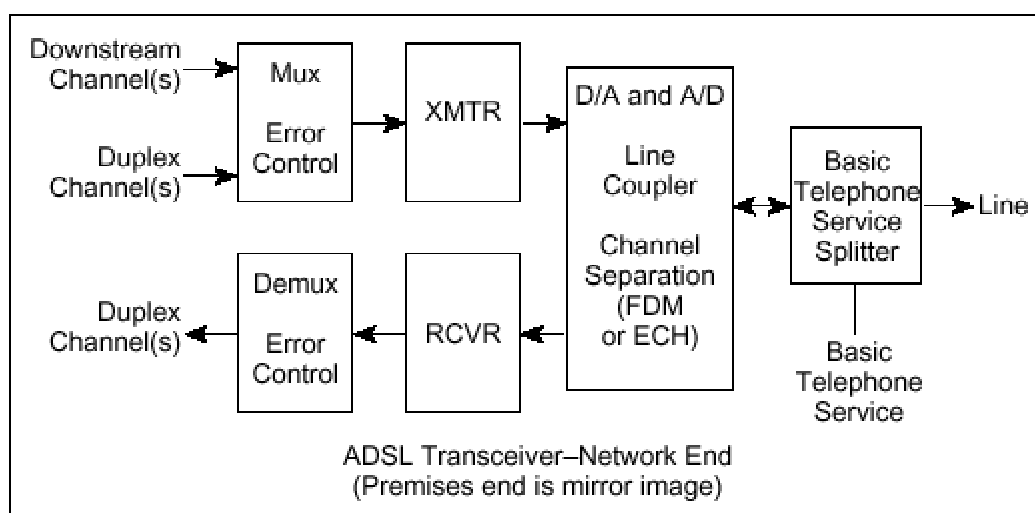 Downstream
Channel(s)
Duplex
Channel(s)
Mux
Error
Control
XMTR
D/A and A/D
Line
Coupler
Channel
Separation
(FDM
or ECH)
Basic
Telephone
Service
Splitter
Line
Duplex
Channel(s)
Demux
Error
Control
RCVR
Basic
Telephone
Service
ADSL Transceiver–Network End
(Premises end is mirror image)